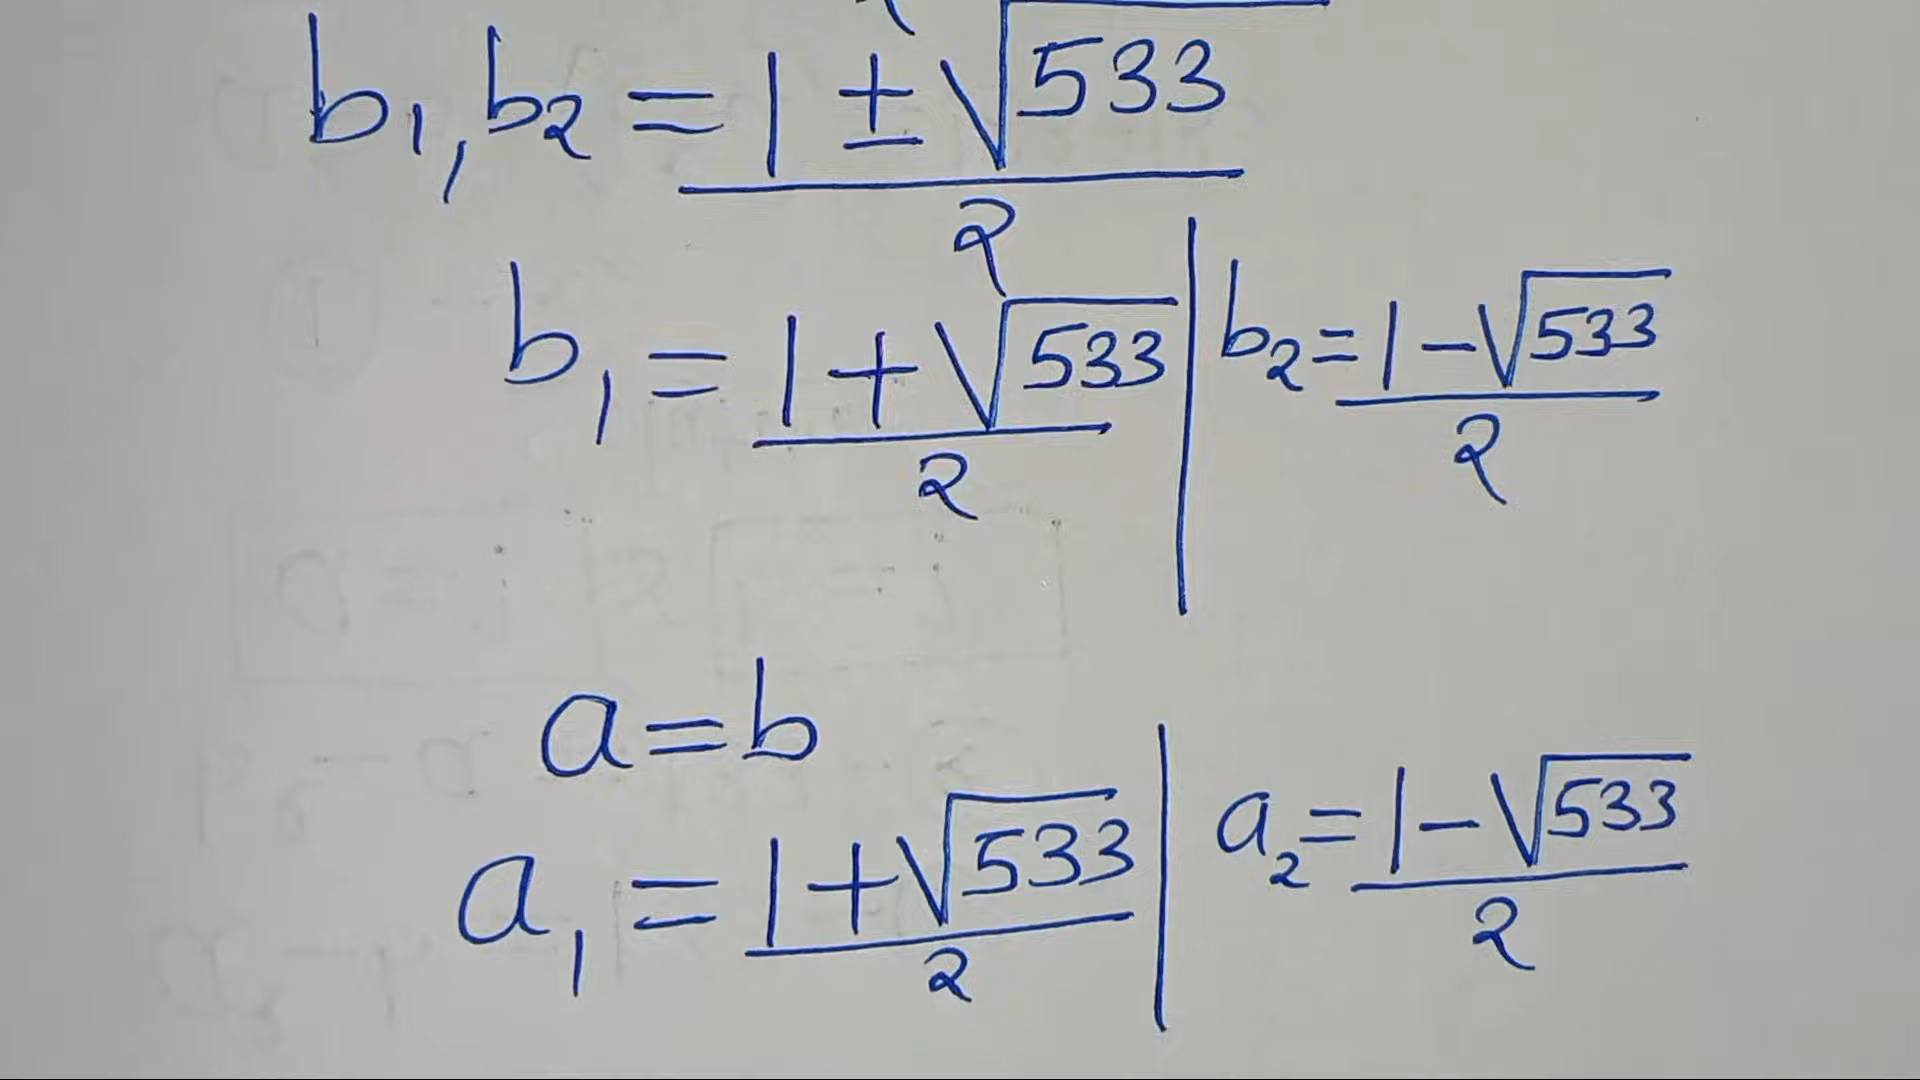 b₁, b₂ = 1 ± √533 / 2
b₁ = 1 + √533 / 2 | b₂ = 1 - √533 / 2
a = b
a₁ = 1 + √533 / 2 | a₂ = 1 - √533 / 2